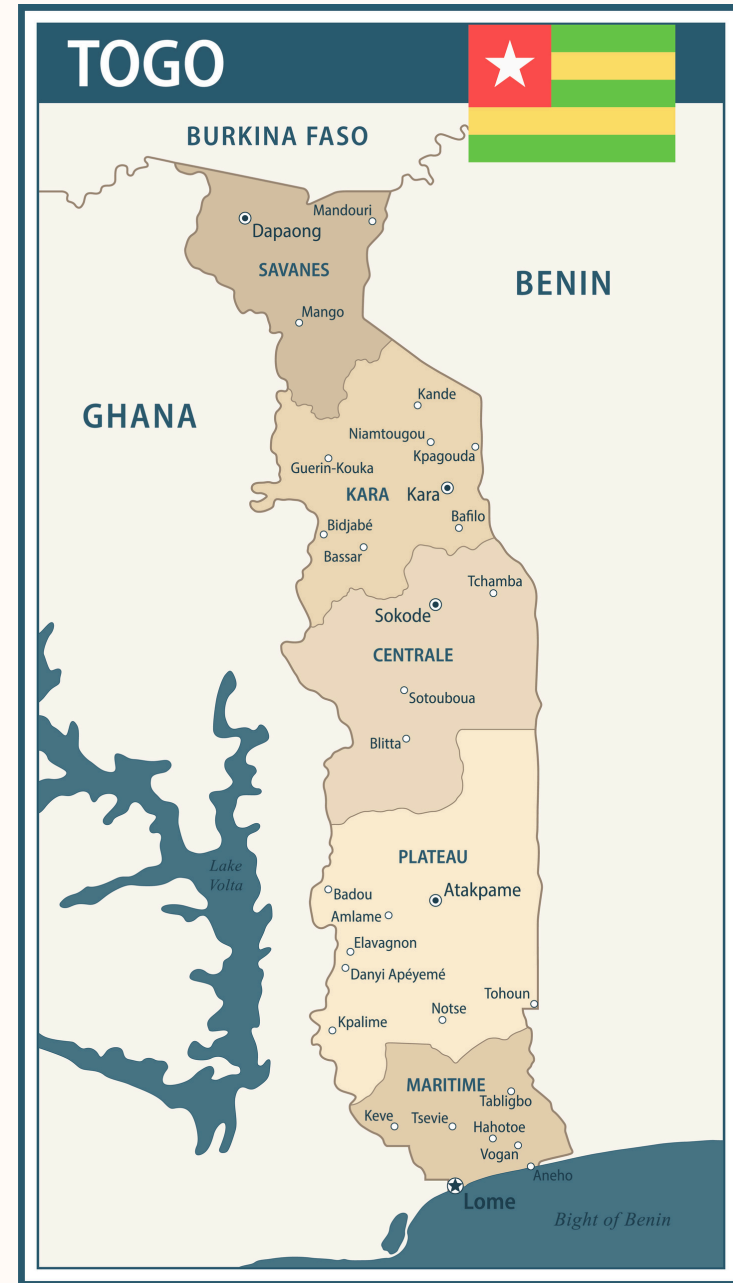 TOGO
BURKINA FASO
Mandouri
Dapaong
SAVANES
BENIN
Mango
Kande
GHANA
Niamtougou
Kpagouda
Guerin-Kouka
KARA
Kara
Bafilo
Bidjabé
Bassar
Tchamba
Sokode
CENTRALE
Sotouboua
Blitta
PLATEAU
Lake
Volta
Badou
Atakpame
Amlame
Elavagnon
Danyi Apéyemé
Tohoun
Notse
Kpalime
MARITIME
Tabligbo
Keve
Tsevie
Hahotoe
Vogan
Aneho
Lome
Bight of Benin